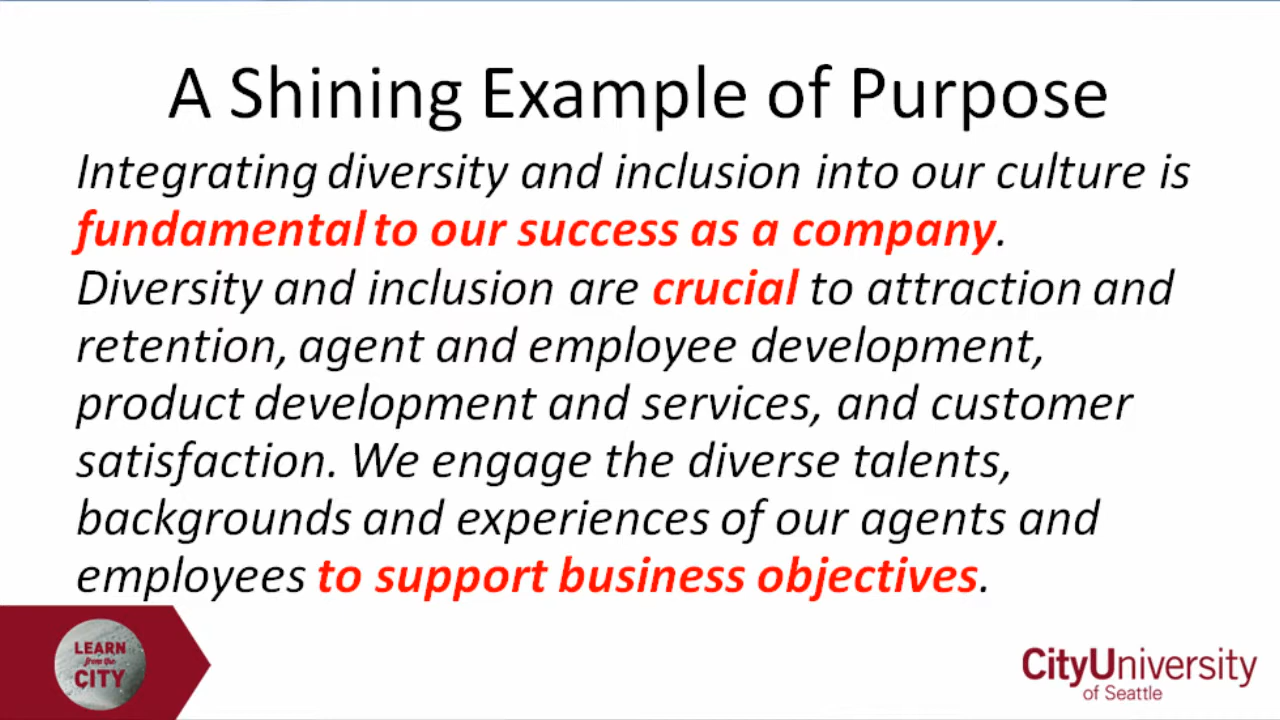 A Shining Example of Purpose
Integrating diversity and inclusion into our culture is
fundamental to our success as a company.
Diversity and inclusion are crucial to attraction and
retention, agent and employee development,
product development and services, and customer
satisfaction. We engage the diverse talents,
backgrounds and experiences of our agents and
employees to support business objectives.
LEARN
from the
CITY
CityUniversity
of Seattle